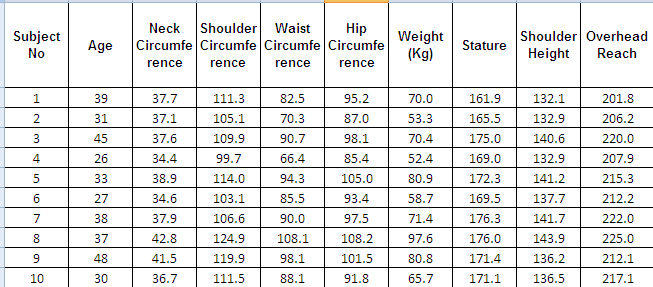 Subject No Age Neck Circumfe rence Shoulder Circumfe rence Waist Circumfe rence Hip Circumfe rence Weight (Kg) Stature Shoulder Height Overhead Reach
1 39 37.7 111.3 82.5 95.2 70.0 161.9 132.1 201.8
2 31 37.1 105.1 70.3 87.0 53.3 165.5 132.9 206.2
3 45 37.6 109.9 90.7 98.1 70.4 175.0 140.6 220.0
4 26 34.4 99.7 66.4 85.4 52.4 169.0 132.9 207.9
5 33 38.9 114.0 94.3 105.0 80.9 172.3 141.2 215.3
6 27 34.6 103.1 85.5 93.4 58.7 169.5 137.7 212.2
7 38 37.9 106.6 90.0 97.5 71.4 176.3 141.7 222.0
8 37 42.8 124.9 108.1 108.2 97.6 176.0 143.9 225.0
9 48 41.5 119.9 98.1 101.5 80.8 171.4 136.2 212.1
10 30 36.7 111.5 88.1 91.8 65.7 171.1 136.5 217.1